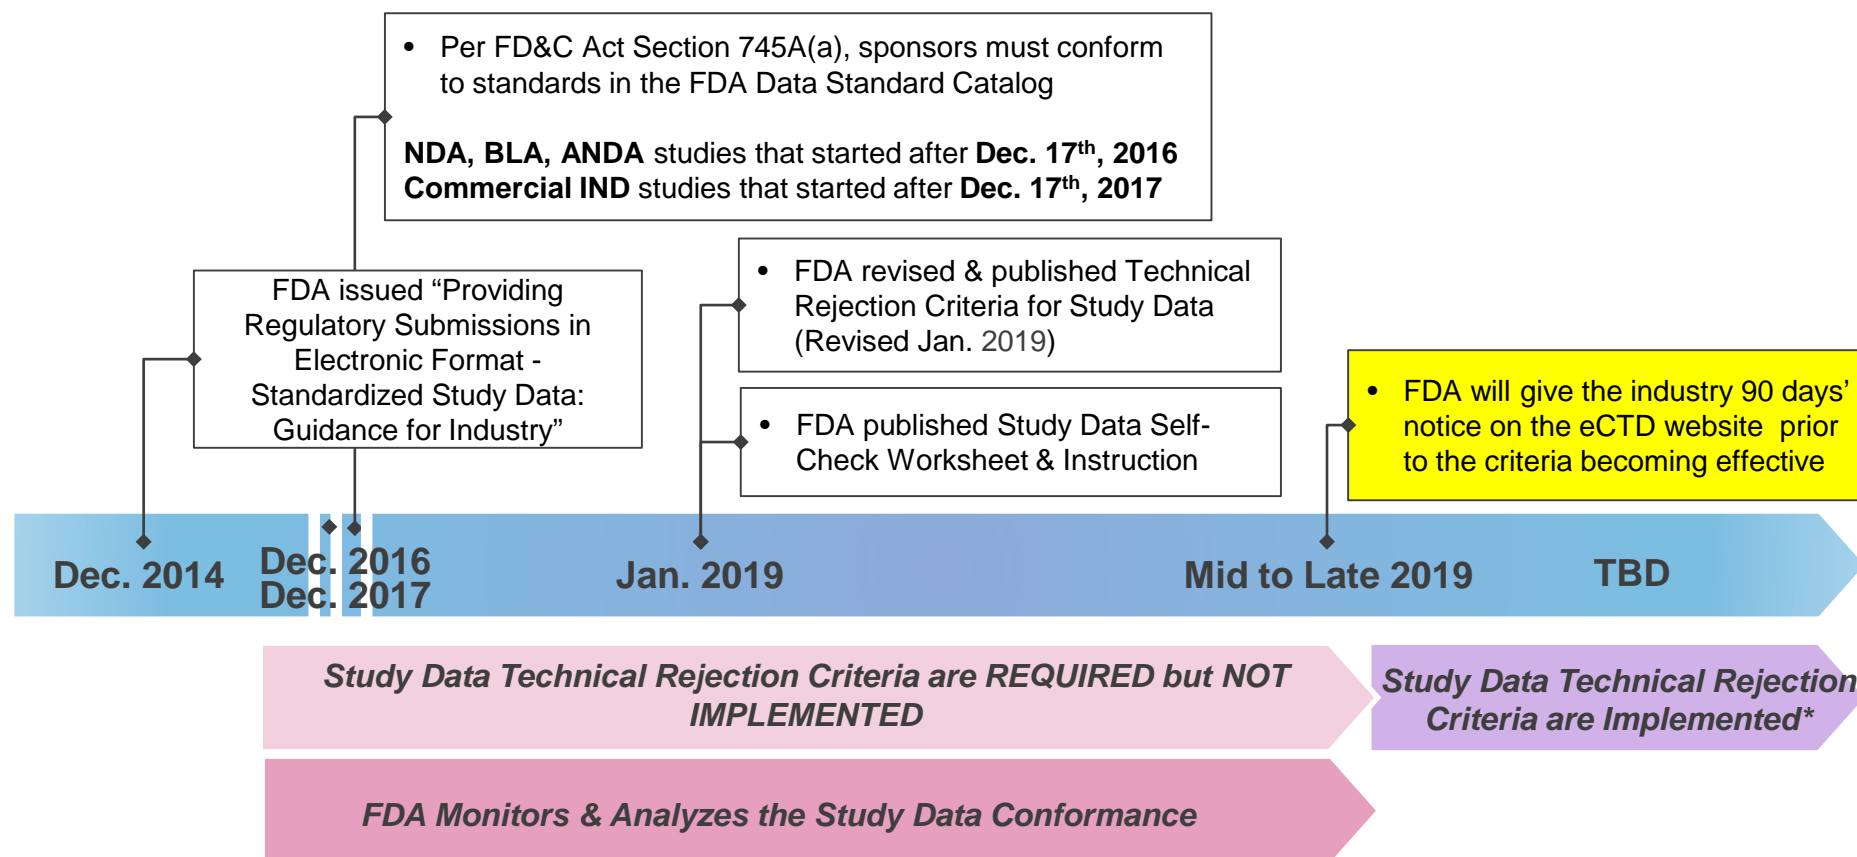 • Per FD&C Act Section 745A(a), sponsors must conform
to standards in the FDA Data Standard Catalog
NDA, BLA, ANDA studies that started after Dec. 17th, 2016
Commercial IND studies that started after Dec. 17th, 2017
FDA issued “Providing
Regulatory Submissions in
Electronic Format -
Standardized Study Data:
Guidance for Industry”
• FDA revised & published Technical
Rejection Criteria for Study Data
(Revised Jan. 2019)
• FDA published Study Data Self-
Check Worksheet & Instruction
• FDA will give the industry 90 days’
notice on the eCTD website prior
to the criteria becoming effective
Dec. 2014
Dec. 2016
Dec. 2017
Jan. 2019
Mid to Late 2019
TBD
Study Data Technical Rejection Criteria are REQUIRED but NOT
IMPLEMENTED
Study Data Technical Rejection
Criteria are Implemented*
FDA Monitors & Analyzes the Study Data Conformance